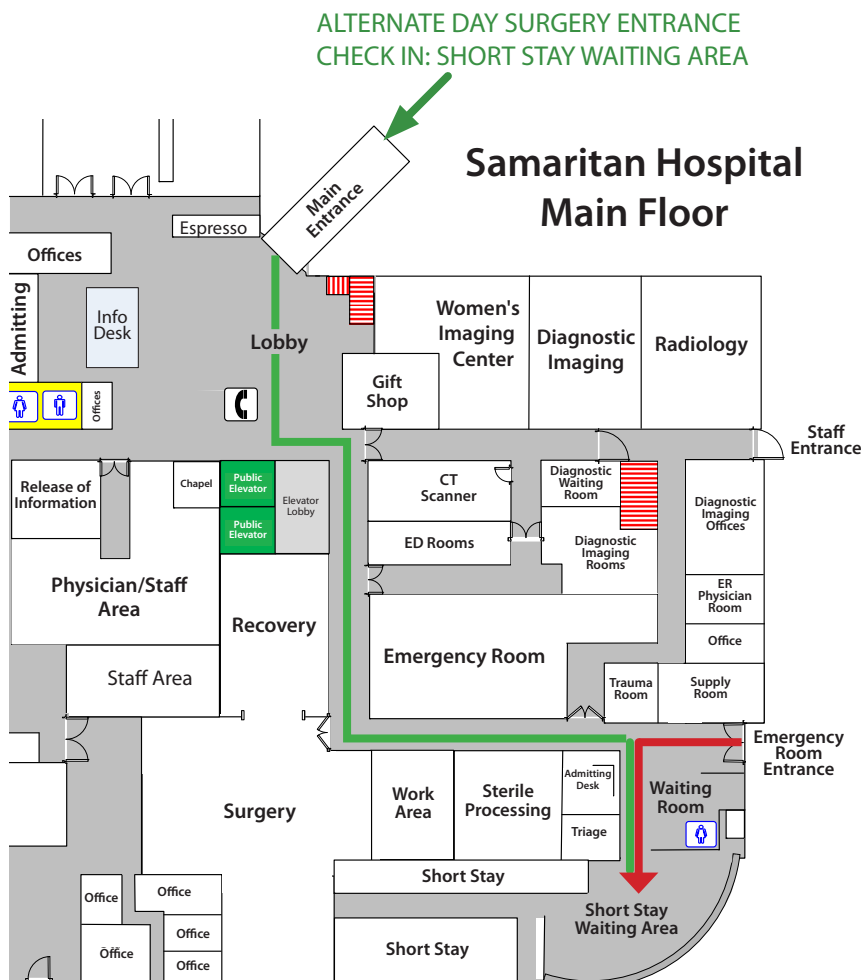 ALTERNATE DAY SURGERY ENTRANCE
CHECK IN: SHORT STAY WAITING AREA
Samaritan Hospital
Main Floor
Main
Entrance
Espresso
Offices
Admitting
Info
Desk
Lobby
Women's
Imaging
Center
Diagnostic
Imaging
Radiology
Gift
Shop
Offices
Staff
Entrance
Release of
Information
Chapel
Public
Elevator
Public
Elevator
Elevator
Lobby
CT
Scanner
ED Rooms
Diagnostic
Waiting
Room
Diagnostic
Imaging
Rooms
Diagnostic
Imaging
Offices
ER
Physician
Room
Office
Physician/Staff
Area
Recovery
Staff Area
Emergency Room
Trauma
Room
Supply
Room
Emergency
Room
Entrance
Surgery
Work
Area
Sterile
Processing
Admitting
Desk
Triage
Waiting
Room
Short Stay
Short Stay
Waiting Area
Short Stay
Office
Office
Office
Office
Office